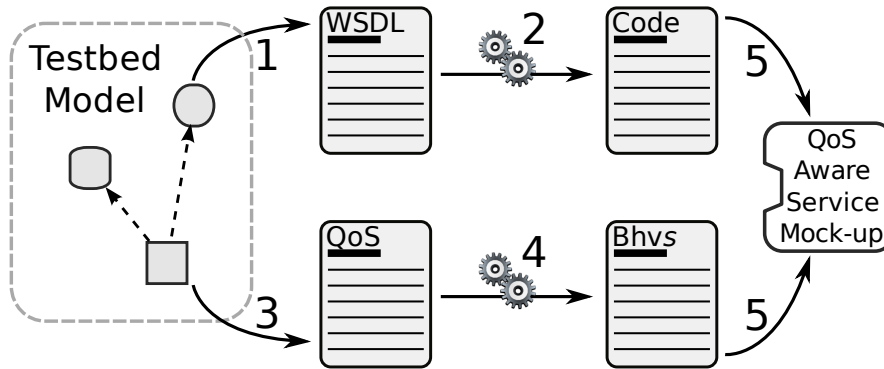 Testbed
Model
1
WSDL
2
Code
5
QoS
Aware
Service
Mock-up
3
QoS
4
Bhvs
5